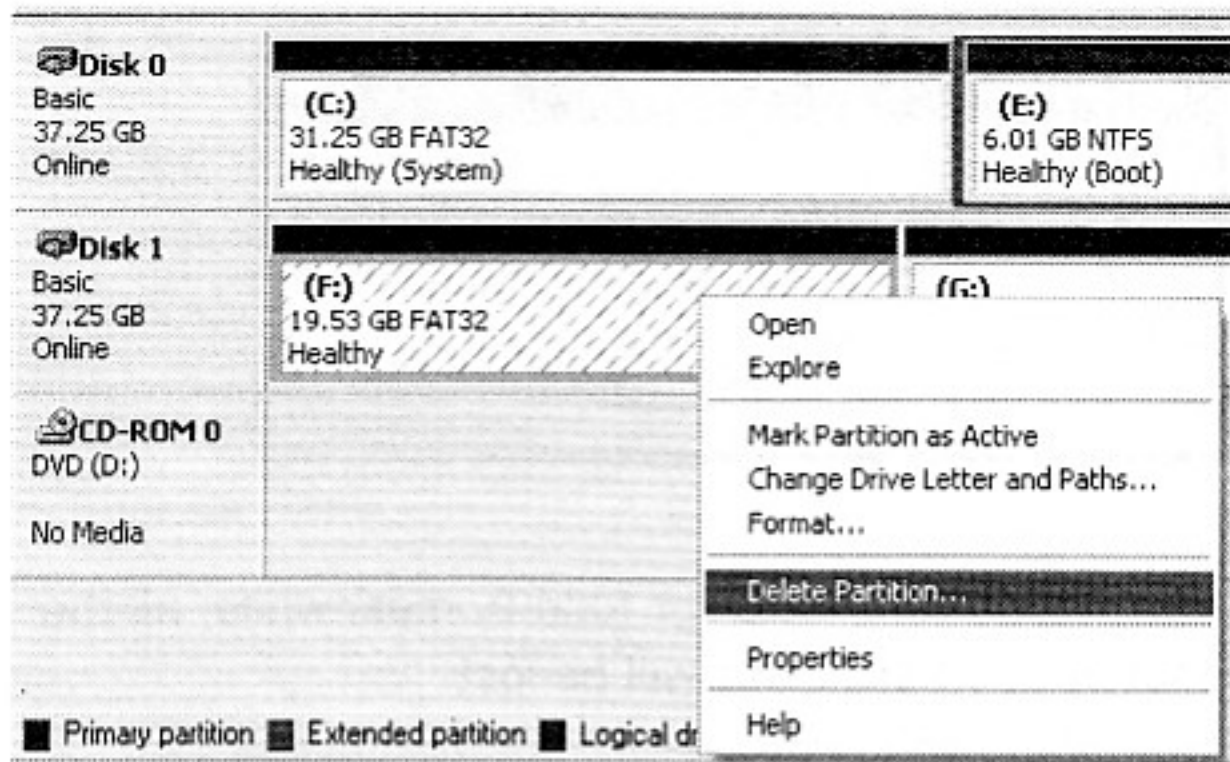 Disk 0
Basic
37.25 GB
Online
(C:)
31.25 GB FAT32
Healthy (System)
(E:)
6.01 GB NTFS
Healthy (Boot)
Disk 1
Basic
37.25 GB
Online
(F:)
19.53 GB FAT32
Healthy
(G:)
Open
Explore
Mark Partition as Active
Change Drive Letter and Paths...
Format...
Delete Partition...
Properties
Help
CD-ROM 0
DVD (D:)
No Media
Primary partition
Extended partition
Logical dr